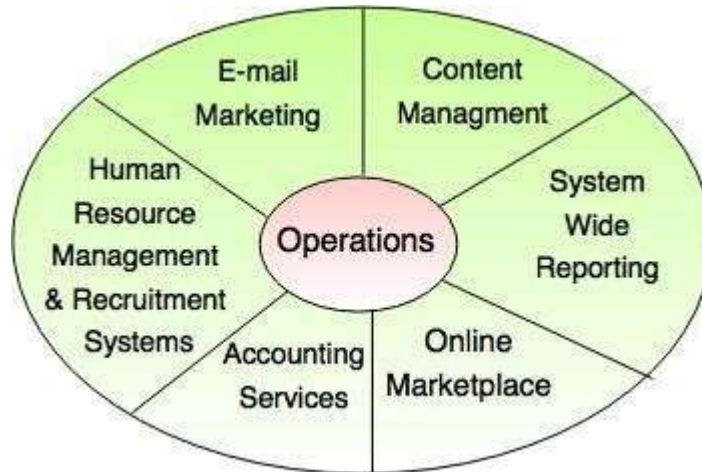 E-mail
Marketing
Content
Managment
Human
Resource
Management
& Recruitment
Systems
Operations
System
Wide
Reporting
Accounting
Services
Online
Marketplace